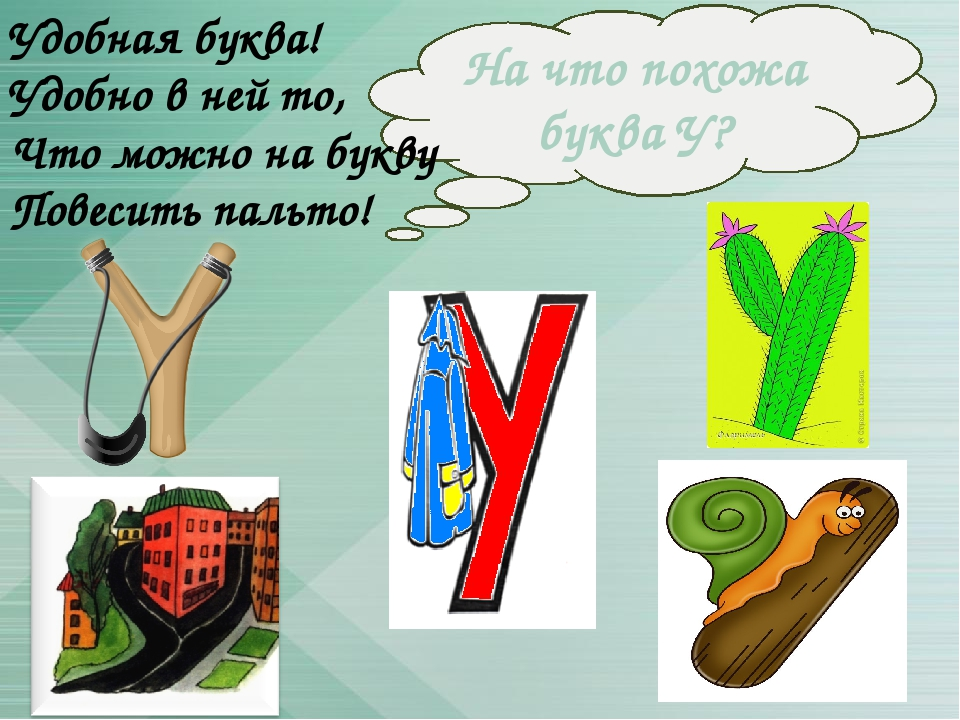 Удобная буква!
Удобно в ней то,
Что можно на букву
Повесить пальто!
На что похожа
буква У?
У